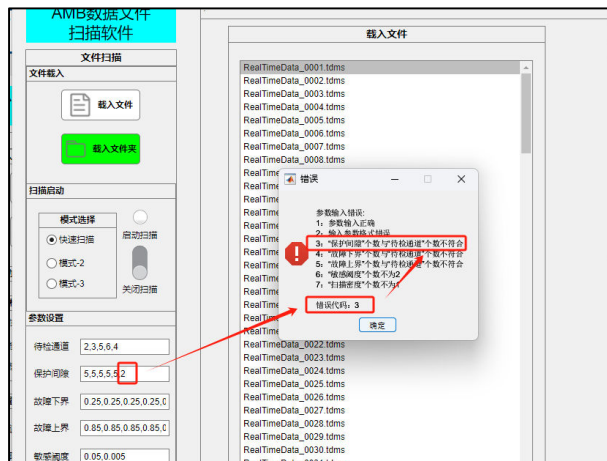 AMB数据文件
扫描软件
文件扫描
文件载入
载入文件
载入文件夹
扫描启动
模式选择
快速扫描
模式-2
模式-3
启动扫描
关闭扫描
参数设置
待检通道 2,3,5,6,4
保护间隙 5,5,5,5,5,2
故障下界 0.25,0.25,0.25,0.25,0
故障上界 0.85,0.85,0.85,0.85,0
敏感阈度 0.05,0.005
载入文件
RealTimeData_0001.tdms
RealTimeData_0002.tdms
RealTimeData_0003.tdms
RealTimeData_0004.tdms
RealTimeData_0005.tdms
RealTimeData_0006.tdms
RealTimeData_0007.tdms
RealTimeData_0008.tdms
RealTime
RealTime
RealTime
RealTime
RealTime
RealTime
RealTime
RealTime
RealTime
RealTime
RealTime
RealTime
RealTime
RealTimeData_0022.tdms
RealTimeData_0023.tdms
RealTimeData_0024.tdms
RealTimeData_0025.tdms
RealTimeData_0026.tdms
RealTimeData_0027.tdms
RealTimeData_0028.tdms
RealTimeData_0029.tdms
RealTimeData_0030.tdms
错误
参数输入错误:
1: 参数输入正确
2: 输入参数格式错误
3: "保护间隙"个数与"待检通道"个数不符合
4: "故障下界"个数与"待检通道"个数不符合
5: "故障上界"个数与"待检通道"个数不符合
6: "敏感阈度"个数不为2
7: "扫描密度"个数不为1
错误代码: 3
确定